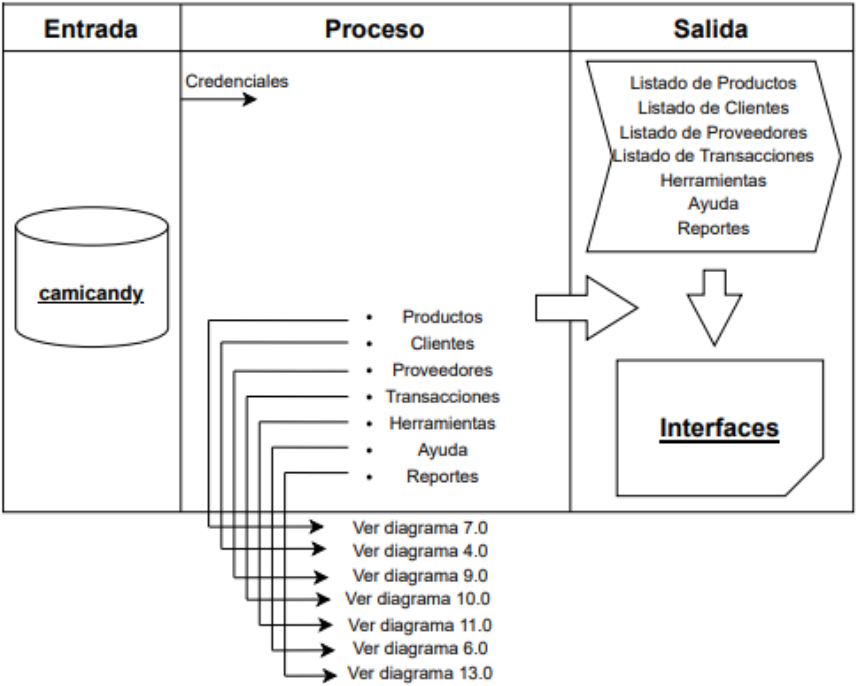 Entrada
Proceso
Salida
Credenciales
camicandy
• Productos
• Clientes
• Proveedores
• Transacciones
• Herramientas
• Ayuda
• Reportes
Listado de Productos
Listado de Clientes
Listado de Proveedores
Listado de Transacciones
Herramientas
Ayuda
Reportes
Interfaces
Ver diagrama 7.0
Ver diagrama 4.0
Ver diagrama 9.0
Ver diagrama 10.0
Ver diagrama 11.0
Ver diagrama 6.0
Ver diagrama 13.0